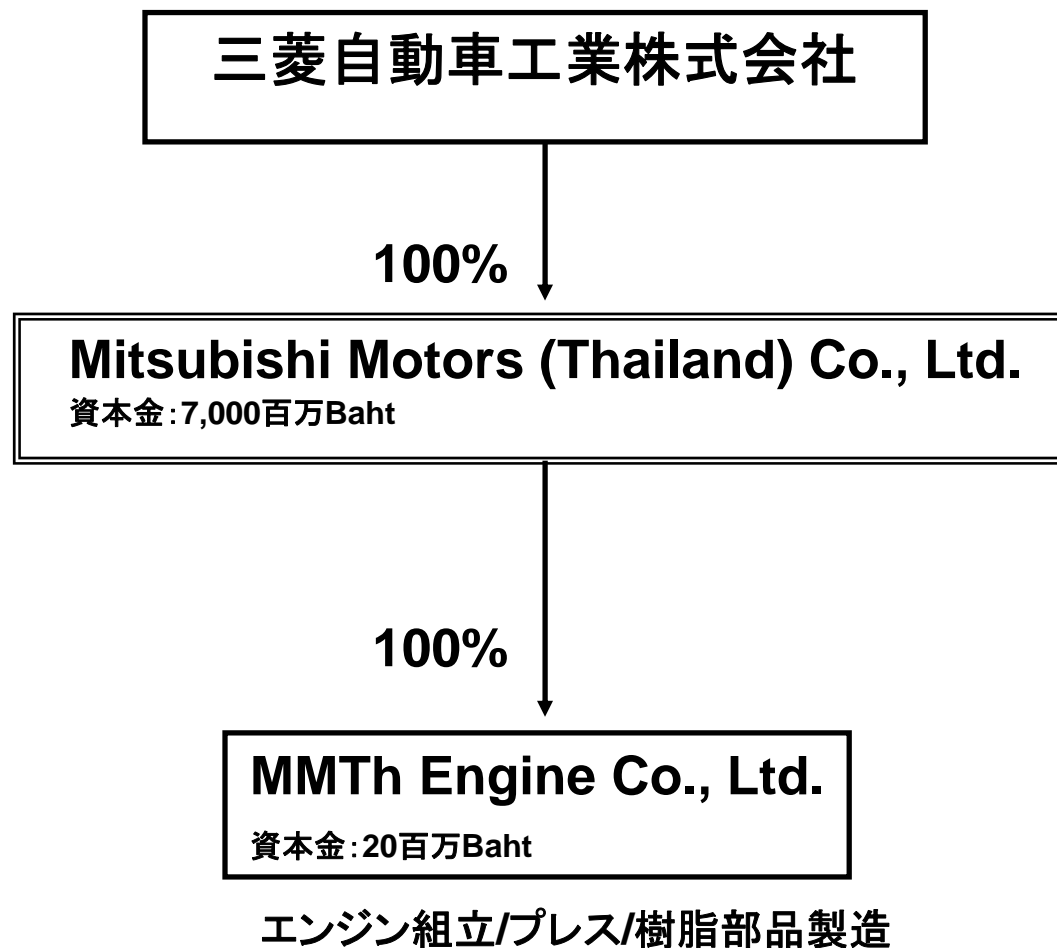 三菱自動車工業株式会社
100%
Mitsubishi Motors (Thailand) Co., Ltd.
資本金:7,000百万Baht
100%
MMTh Engine Co., Ltd.
資本金:20百万Baht
エンジン組立/プレス/樹脂部品製造